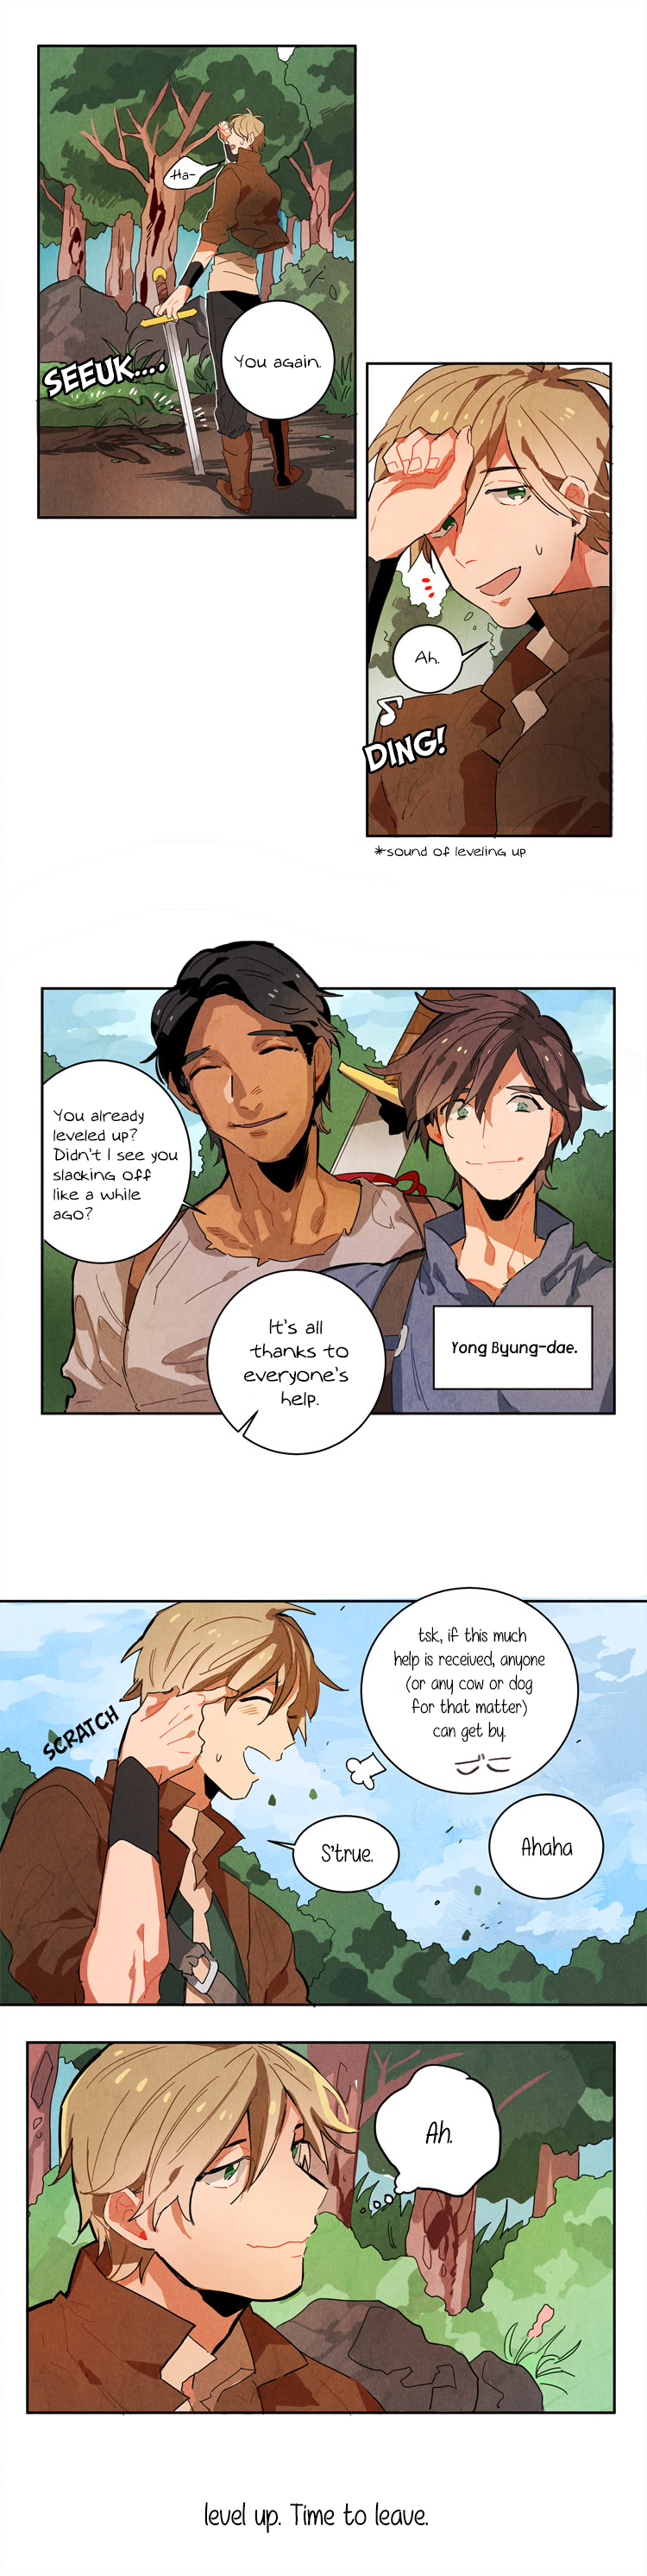 Ha-
You again.
SEEUK....
Ah.
DING!
*sound of leveling up
You already
leveled up?
Didn't I see you
slacking off
like a while
ago?
It's all
thanks to
everyone's
help.
Yong Byung-dae.
tsk, if this much
help is received, anyone
(or any cow or dog
for that matter)
can get by.
SCRATCH
S'true.
Ahaha
Ah.
level up. Time to leave.